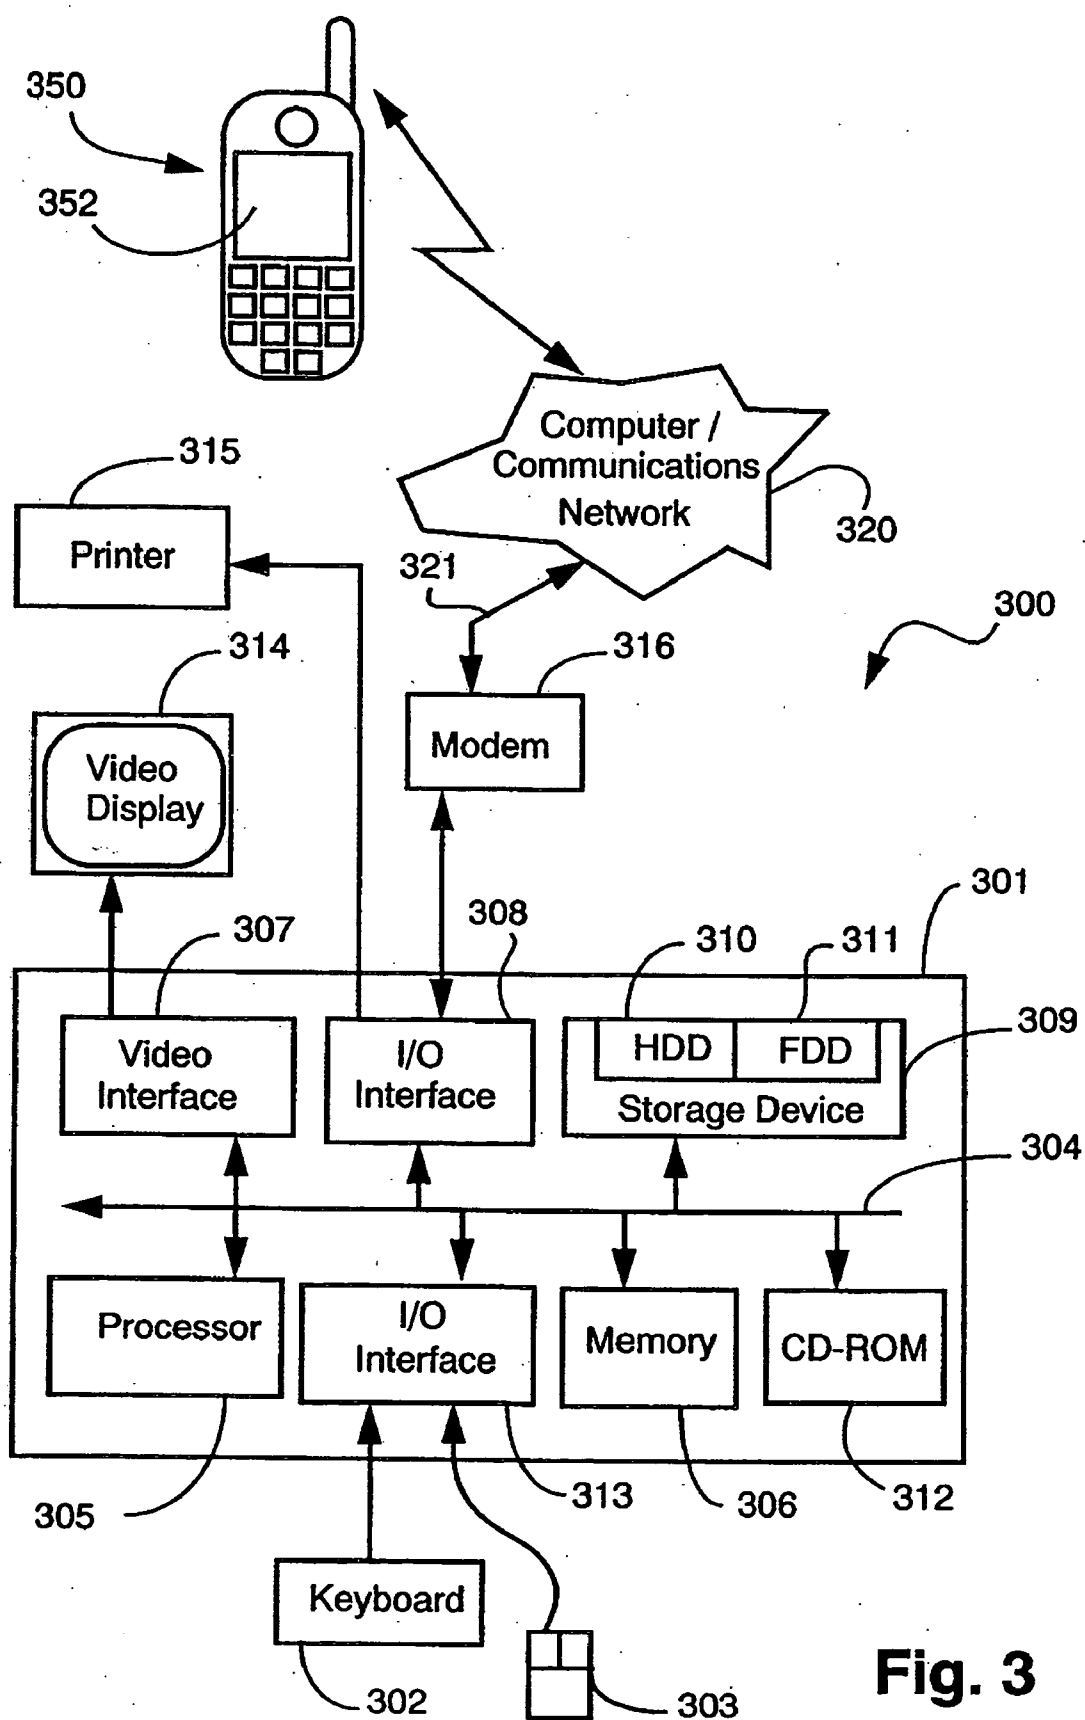 350
352
Computer /
Communications
Network
320
315
Printer
321
300
314
316
Video
Display
Modem
301
307
308
310
311
309
Video
Interface
I/O
Interface
HDD
FDD
Storage Device
304
Processor
I/O
Interface
Memory
CD-ROM
305
313
306
312
Keyboard
302
303
Fig. 3